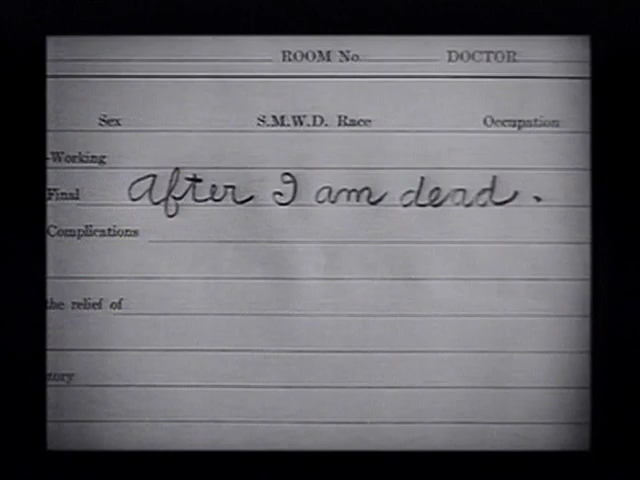 ROOM No. DOCTOR
Sex S.M.W.D. Race Occupation
-Working
Final After I am dead.
Complications
the relief of
tory